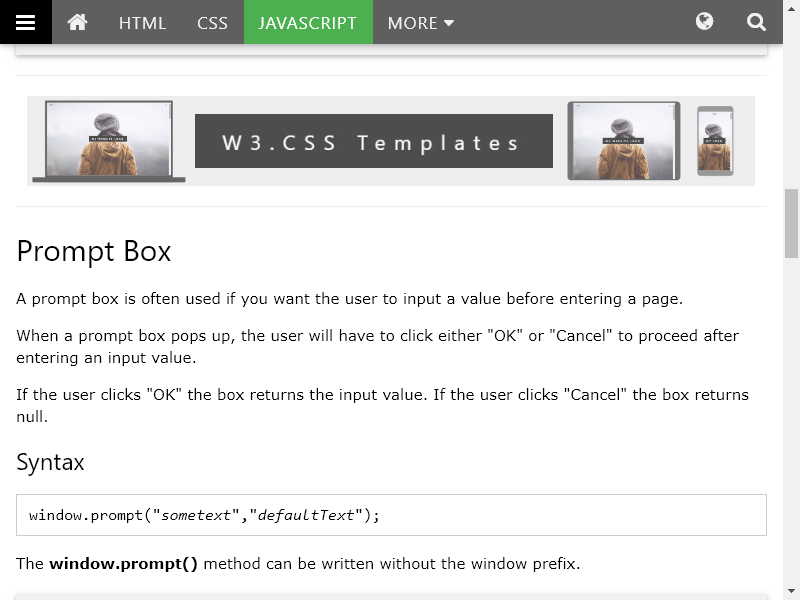 HTML CSS JAVASCRIPT MORE
W3.CSS Templates
Prompt Box
A prompt box is often used if you want the user to input a value before entering a page.
When a prompt box pops up, the user will have to click either "OK" or "Cancel" to proceed after
entering an input value.
If the user clicks "OK" the box returns the input value. If the user clicks "Cancel" the box returns
null.
Syntax
window.prompt("sometext","defaultText");
The window.prompt() method can be written without the window prefix.